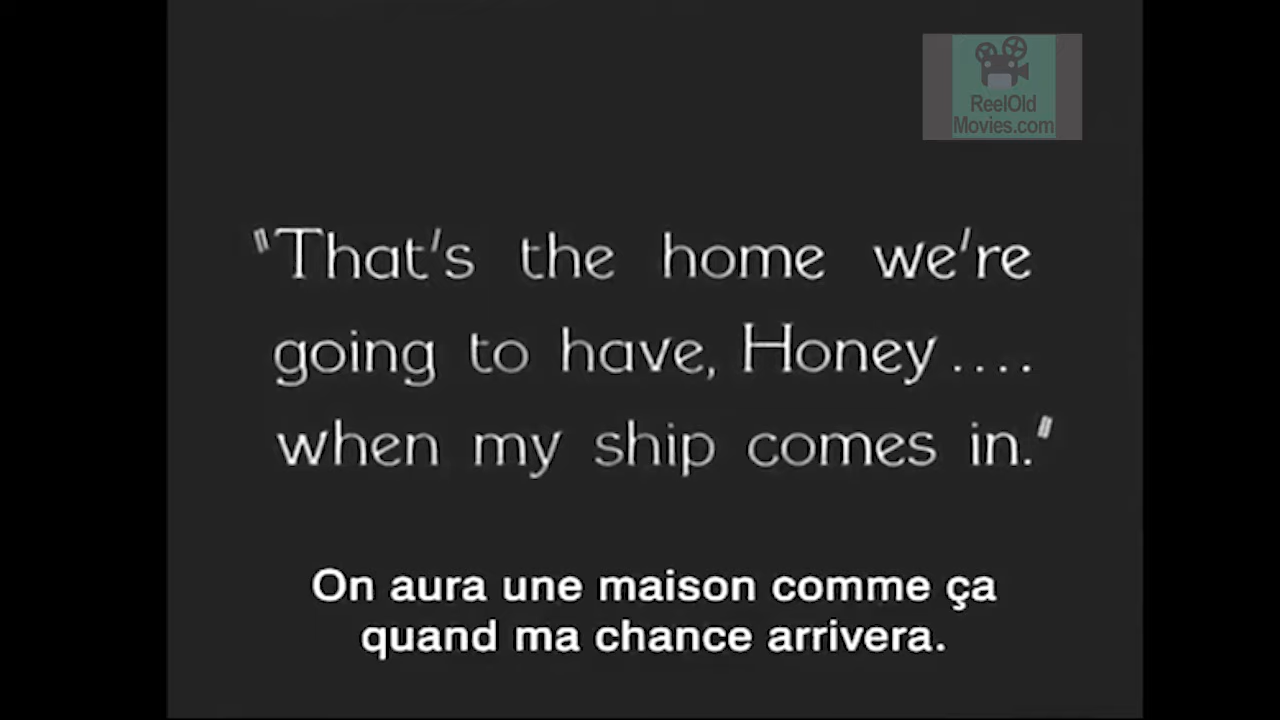 ReelOld
Movies.com
"That's the home we're
going to have, Honey....
when my ship comes in."
On aura une maison comme ça
quand ma chance arrivera.